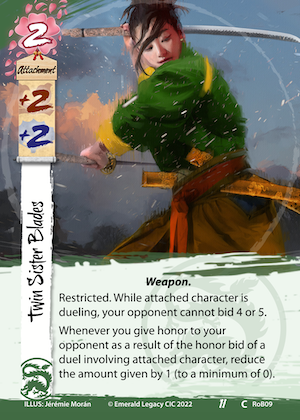 2
Attachment
+2
+2
Twin Sister Blades
Weapon.
Restricted. While attached character is
dueling, your opponent cannot bid 4 or 5.
Whenever you give honor to your
opponent as a result of the honor bid of a
duel involving attached character, reduce
the amount given by 1 (to a minimum of 0).
ILLUS: Jérémie Morán © Emerald Legacy CIC 2022 C RoB09